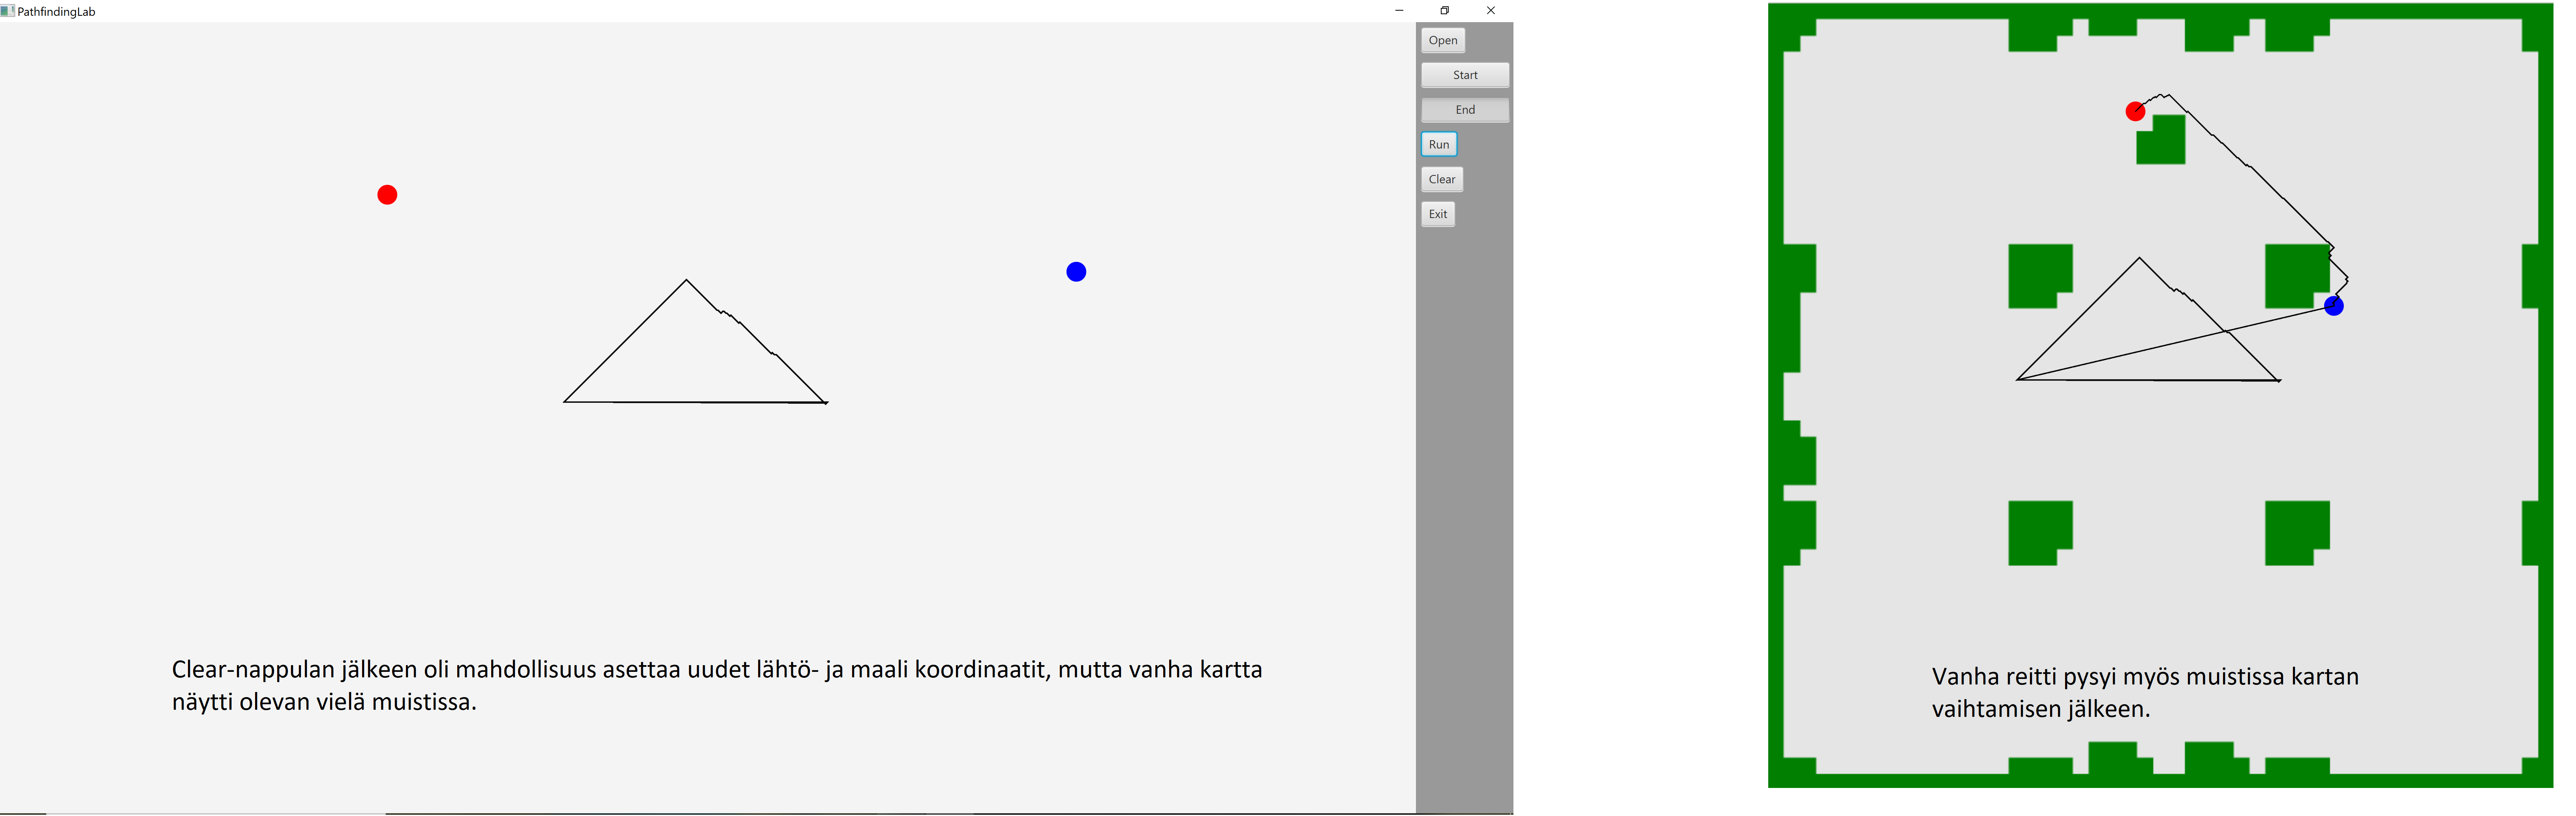 PathfindingLab
Open
Start
End
Run
Clear
Exit
Clear-nappulan jälkeen oli mahdollisuus asettaa uudet lähtö- ja maali koordinaatit, mutta vanha kartta
näytti olevan vielä muistissa.
Vanha reitti pysyi myös muistissa kartan
vaihtamisen jälkeen.